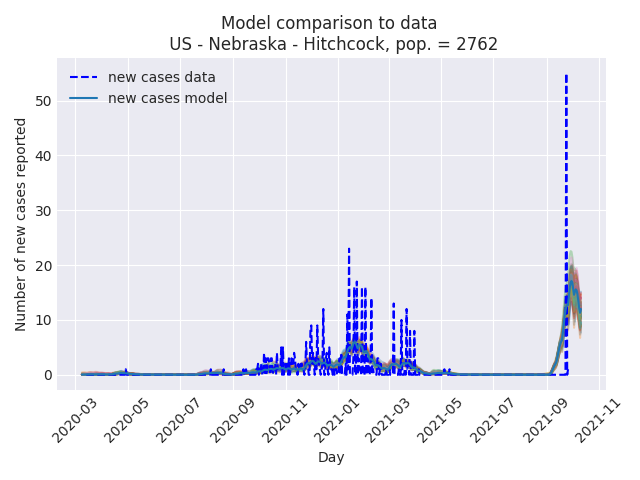 Model comparison to data
US - Nebraska - Hitchcock, pop. = 2762
new cases data
new cases model
Number of new cases reported
50
40
30
20
10
0
2020-03
2020-05
2020-07
2020-09
2020-11
2021-01
2021-03
2021-05
2021-07
2021-09
2021-11
Day